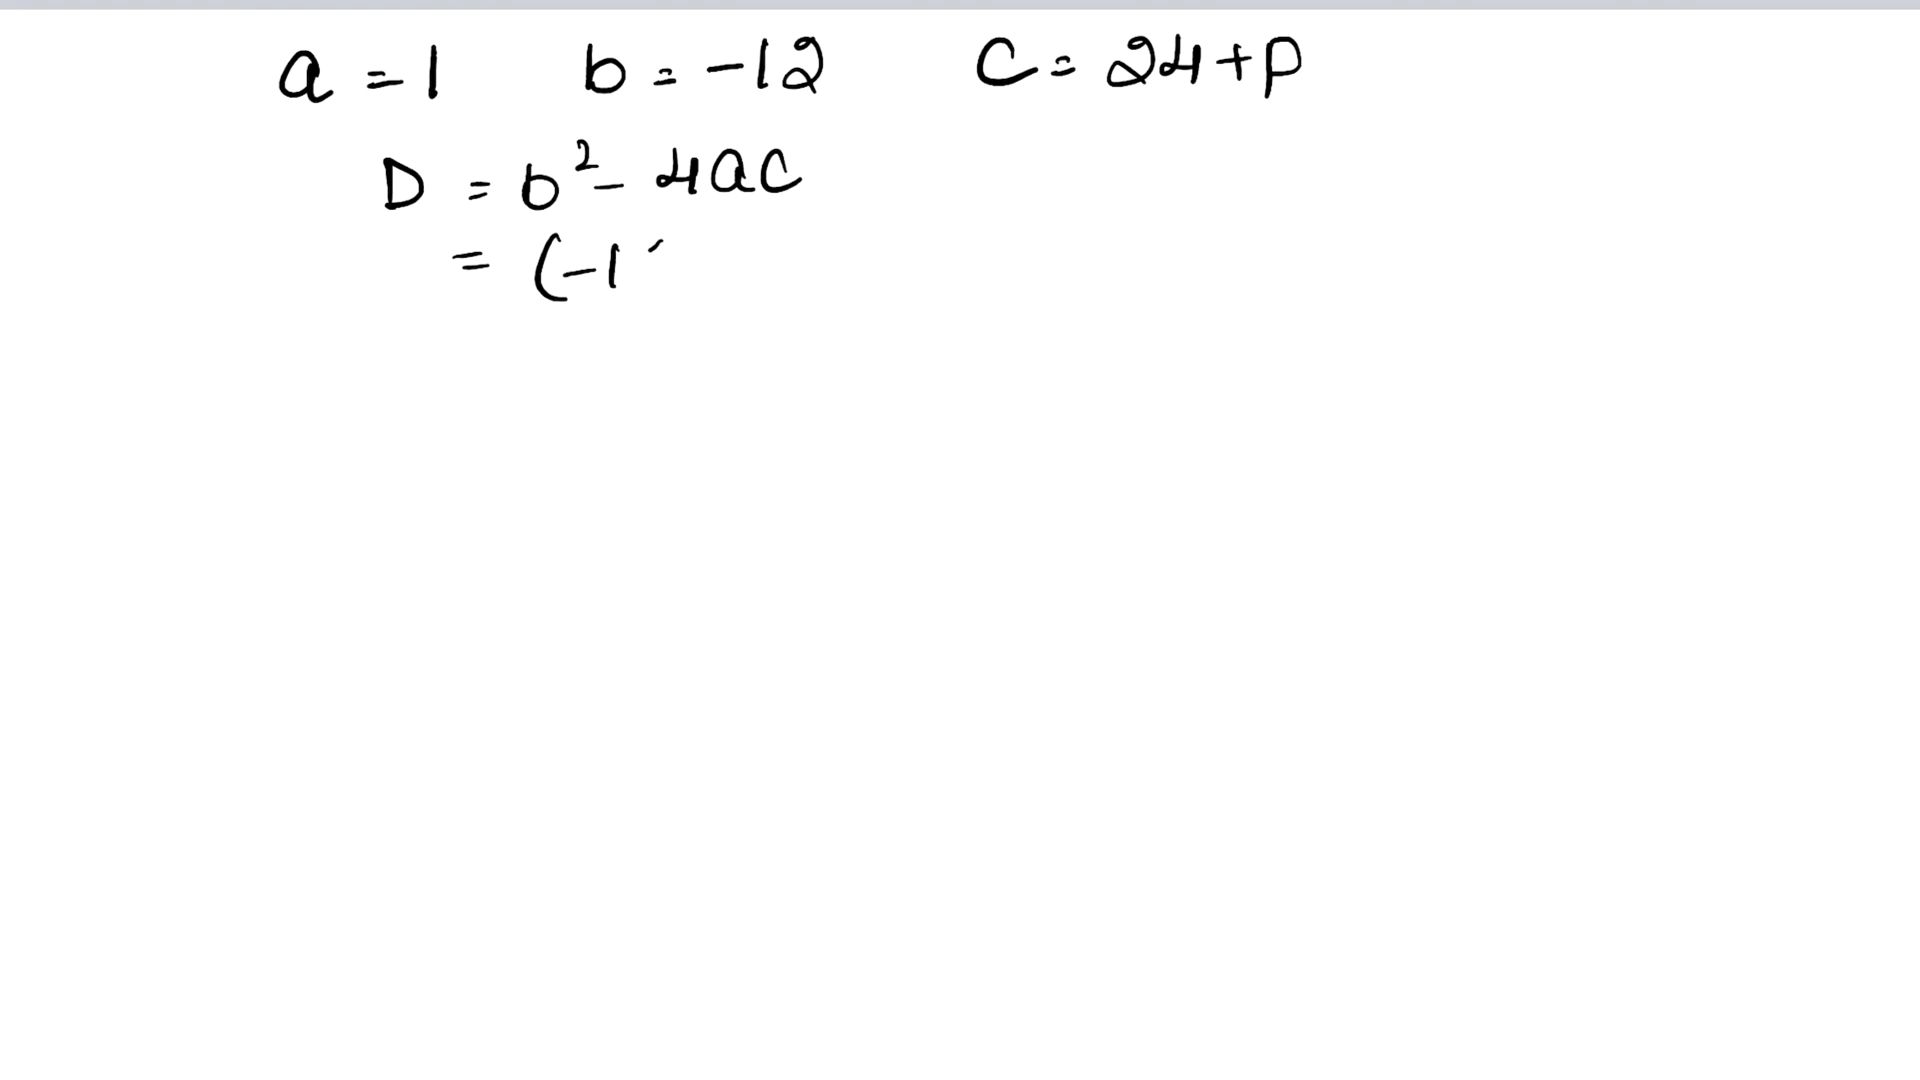 a = 1 b = -12 C = 24+p
D = b² - 4ac
= (-1